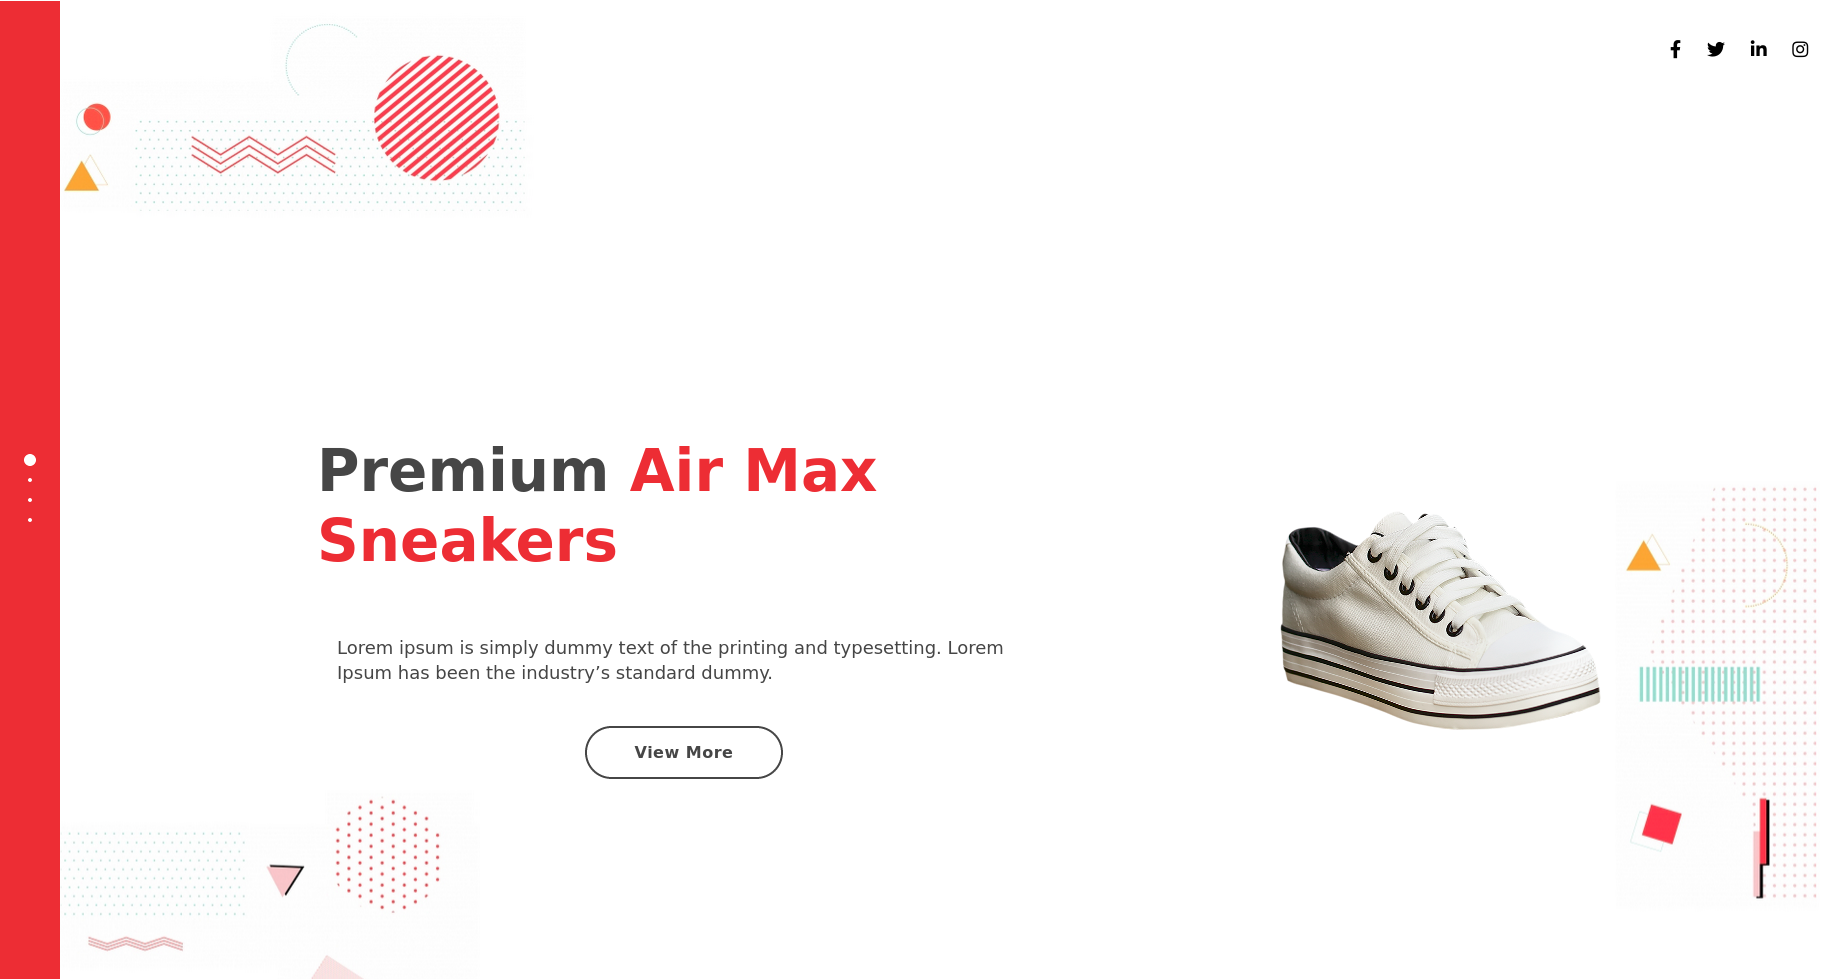 Premium Air Max
Sneakers
Lorem ipsum is simply dummy text of the printing and typesetting. Lorem
Ipsum has been the industry’s standard dummy.
View More